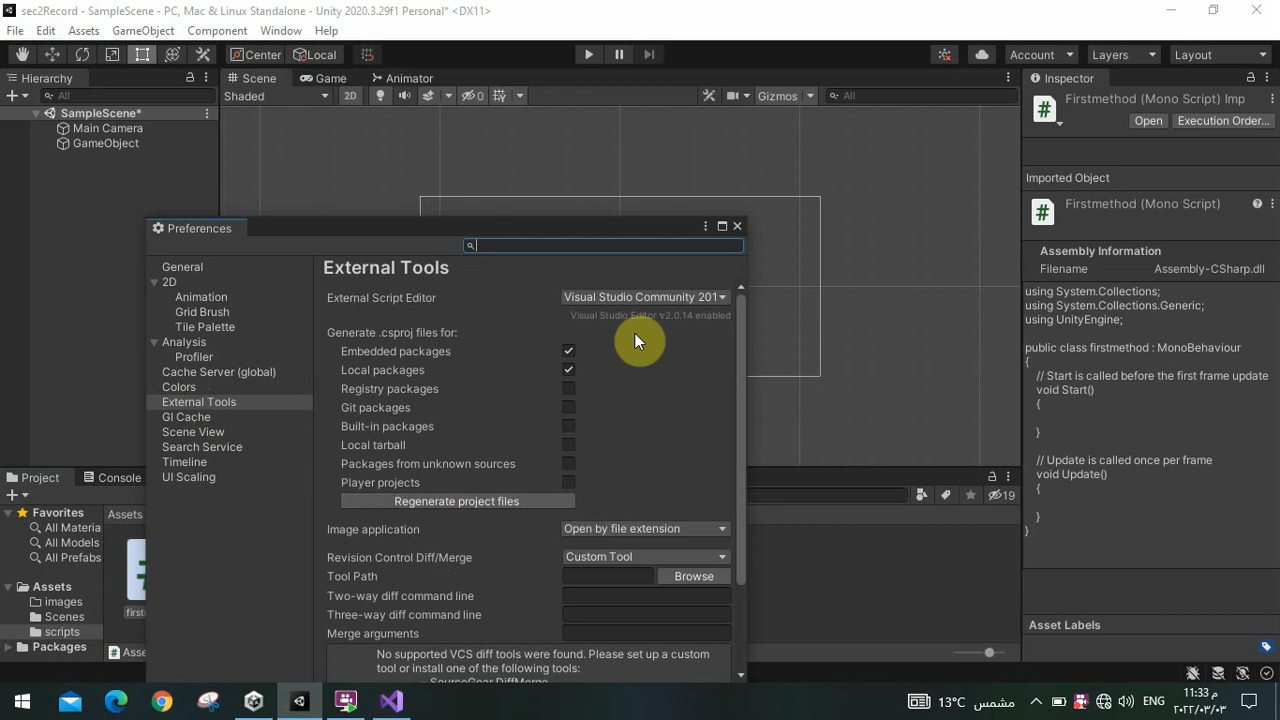 sec2Record - SampleScene - PC, Mac & Linux Standalone - Unity 2020.3.29f1 Personal* <DX11>
File Edit Assets GameObject Component Window Help
Center Local Account Layers Layout
Hierarchy
All
SampleScene*
Main Camera
GameObject
Scene Game Animator
Shaded 2D 0 Gizmos All
Inspector
Firstmethod (Mono Script) Imp
Open Execution Order...
Imported Object
Firstmethod (Mono Script)
Assembly Information
Filename Assembly-CSharp.dll
using System.Collections;
using System.Collections.Generic;
using UnityEngine;
public class firstmethod : MonoBehaviour
{
// Start is called before the first frame update
void Start()
{
}
// Update is called once per frame
void Update()
{
}
}
Asset Labels
Preferences
General
2D
Animation
Grid Brush
Tile Palette
Analysis
Profiler
Cache Server (global)
Colors
External Tools
GI Cache
Scene View
Search Service
Timeline
UI Scaling
External Tools
External Script Editor Visual Studio Community 201
Visual Studio Editor v2.0.14 enabled
Generate .csproj files for:
Embedded packages
Local packages
Registry packages
Git packages
Built-in packages
Local tarball
Packages from unknown sources
Player projects
Regenerate project files
Image application Open by file extension
Revision Control Diff/Merge Custom Tool
Tool Path Browse
Two-way diff command line
Three-way diff command line
Merge arguments
No supported VCS diff tools were found. Please set up a custom
tool or install one of the following tools:
- SourceGear DiffMerge
Project Console
19
Favorites
All Materia
All Models
All Prefabs
Assets
images
Scenes
scripts
Packages
Assets
firs
Ass
13°C مشمس
ENG
11:33 م
٢٠٢٢/٠٣/٠٣